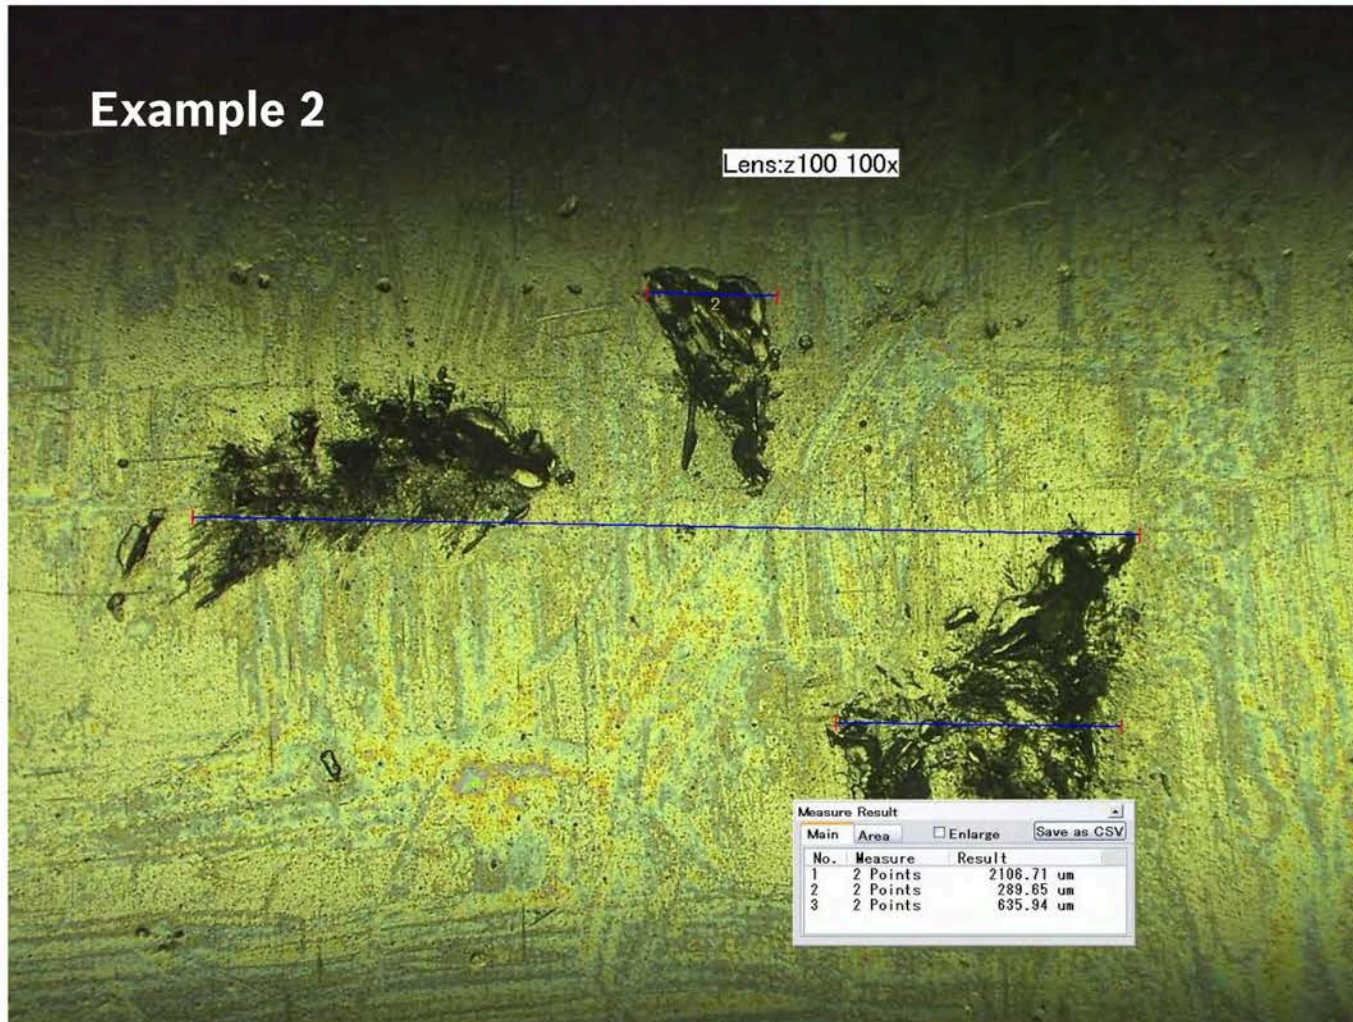 Example 2
Lens:z100 100x
2
Measure Result
Main Area Enlarge Save as CSV
No. Measure Result
1 2 Points 2106.71 um
2 2 Points 289.65 um
3 2 Points 635.94 um